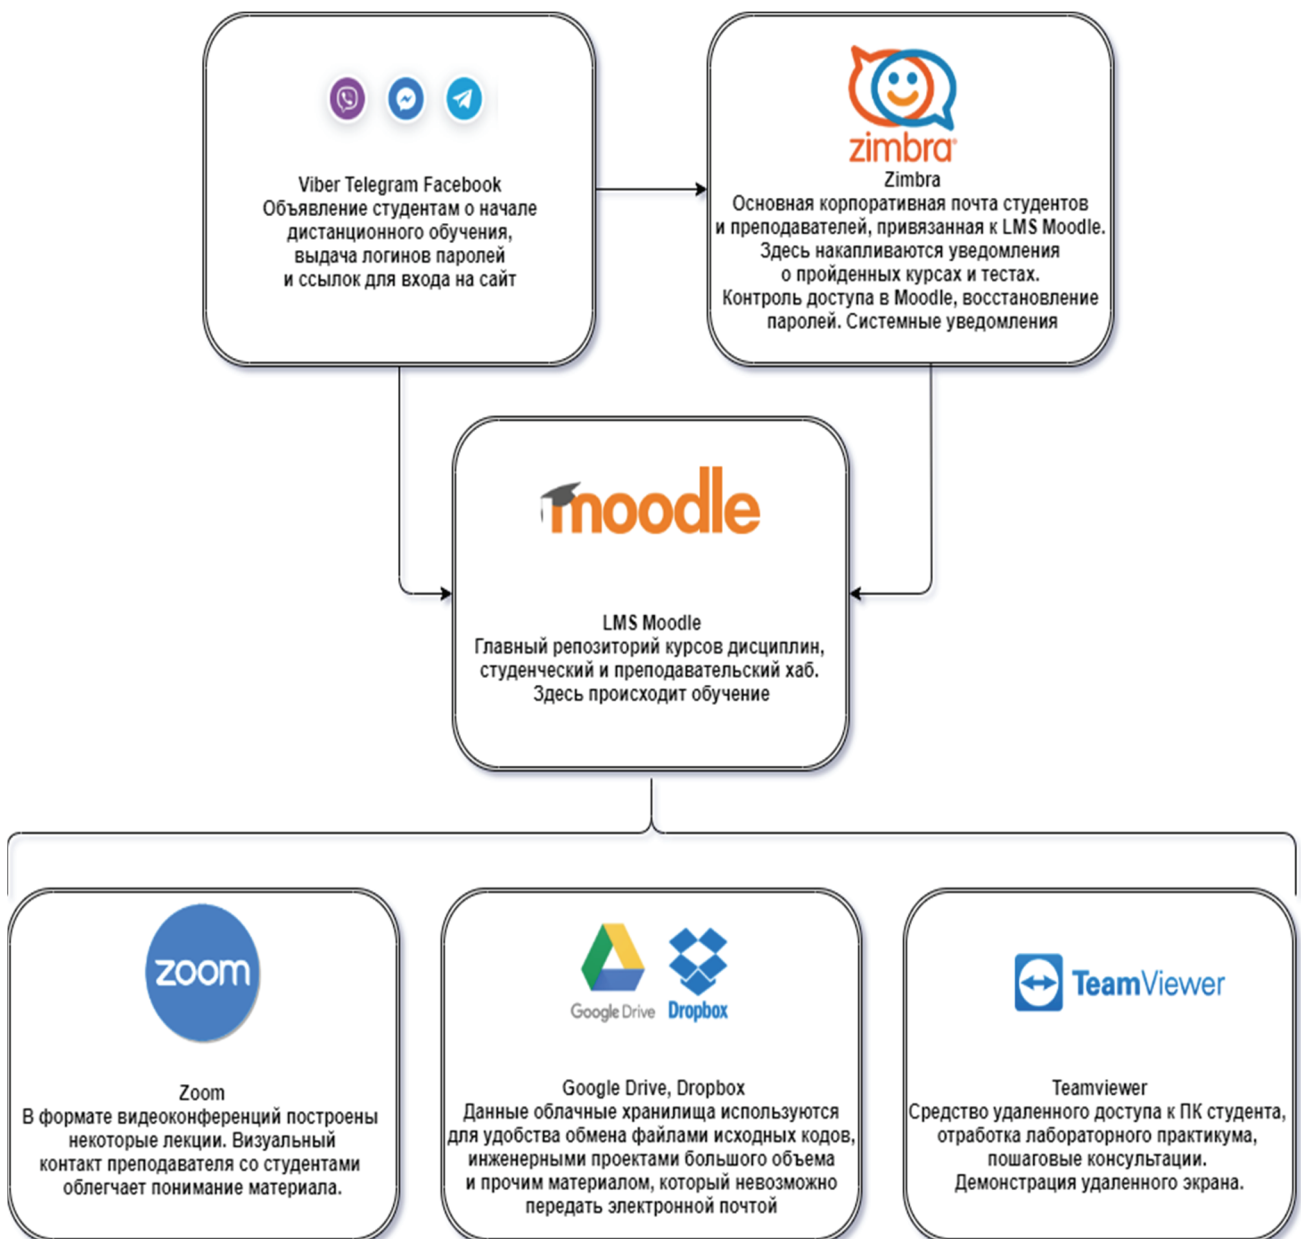 Viber Telegram Facebook
Объявление студентам о начале
дистанционного обучения,
выдача логинов паролей
и ссылок для входа на сайт
zimbra®
Zimbra
Основная корпоративная почта студентов
и преподавателей, привязанная к LMS Moodle.
Здесь накапливаются уведомления
о пройденных курсах и тестах.
Контроль доступа в Moodle, восстановление
паролей. Системные уведомления
moodle
LMS Moodle
Главный репозиторий курсов дисциплин,
студенческий и преподавательский хаб.
Здесь происходит обучение
zoom
Zoom
В формате видеоконференций построены
некоторые лекции. Визуальный
контакт преподавателя со студентами
облегчает понимание материала.
Google Drive Dropbox
Google Drive, Dropbox
Данные облачные хранилища используются
для удобства обмена файлами исходных кодов,
инженерными проектами большого объема
и прочим материалом, который невозможно
передать электронной почтой
TeamViewer
Teamviewer
Средство удаленного доступа к ПК студента,
отработка лабораторного практикума,
пошаговые консультации.
Демонстрация удаленного экрана.